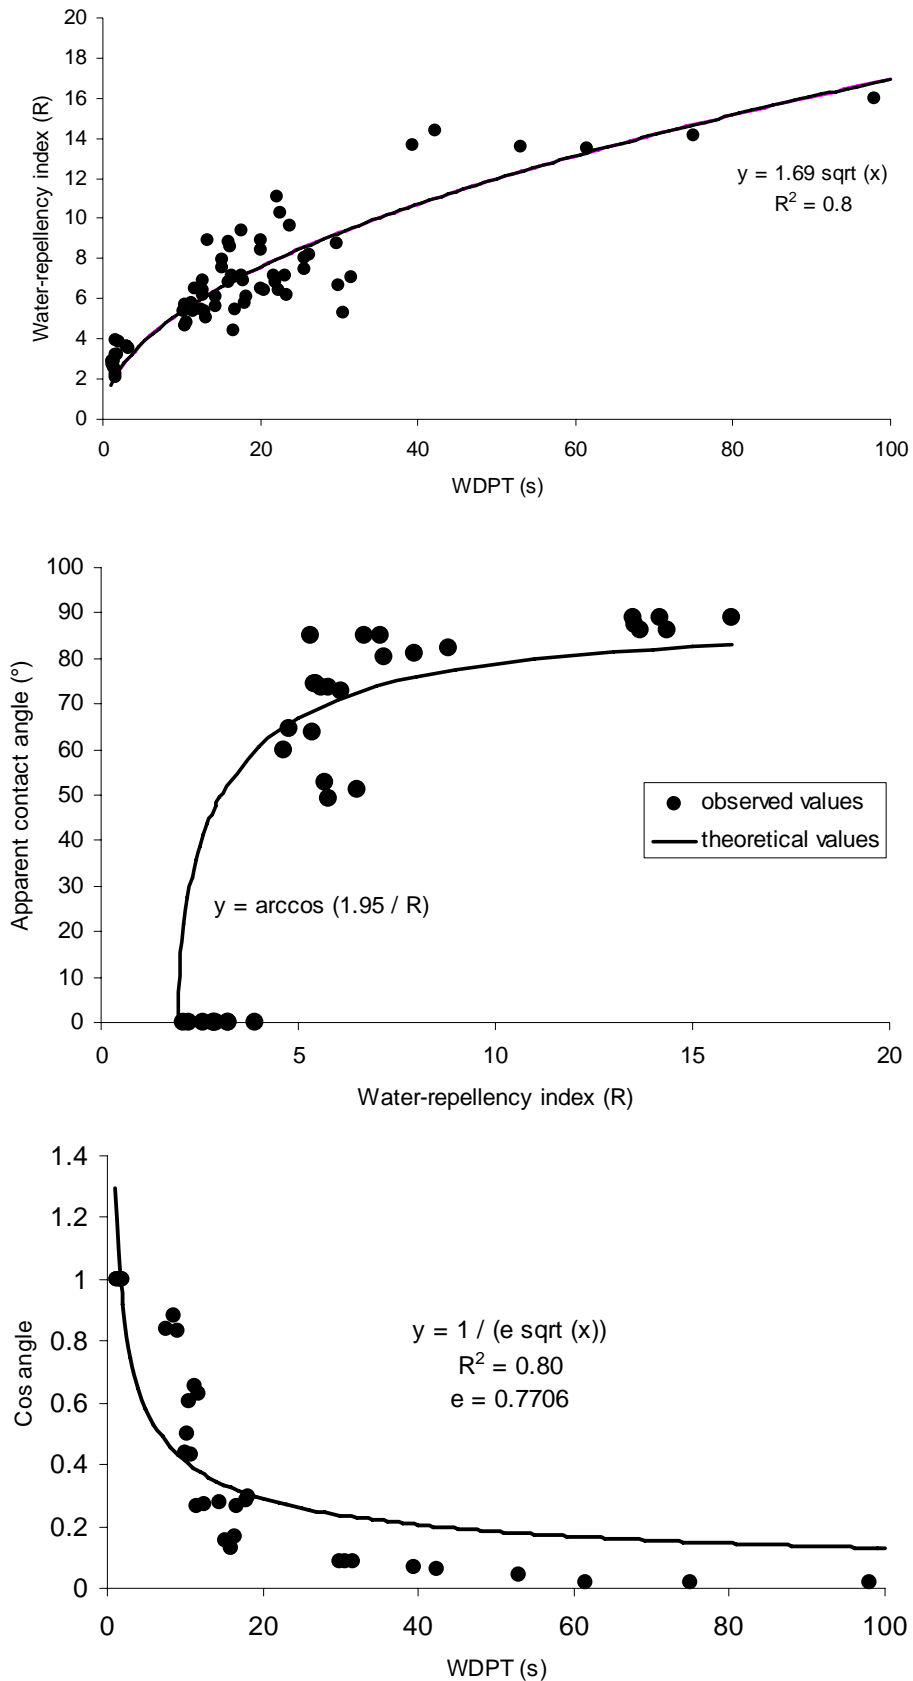 20
18
16
14
12
10
8
6
4
2
0
Water-repellency index (R)
y = 1.69 sqrt (x)
R² = 0.8
0 20 40 60 80 100
WDPT (s)
100
90
80
70
60
50
40
30
20
10
0
Apparent contact angle (°)
observed values
theoretical values
y = arccos (1.95 / R)
0 5 10 15 20
Water-repellency index (R)
1.4
1.2
1
0.8
0.6
0.4
0.2
0
Cos angle
y = 1 / (e sqrt (x))
R² = 0.80
e = 0.7706
0 20 40 60 80 100
WDPT (s)